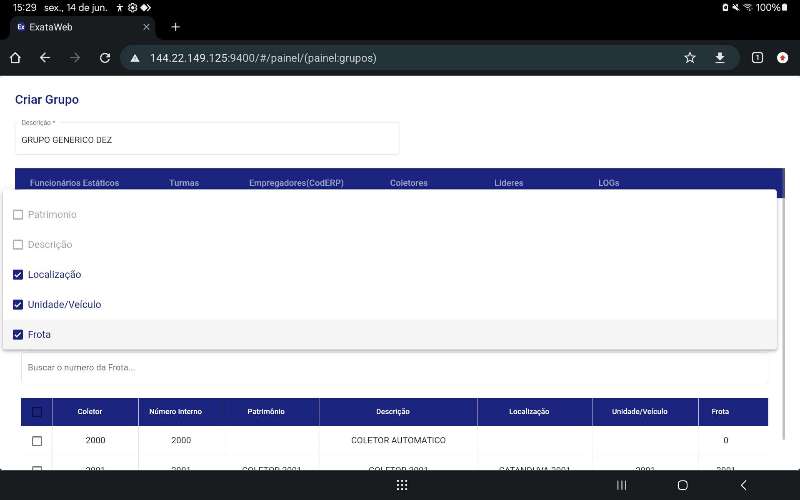 15:29 sex., 14 de jun. 100%
ExataWeb
144.22.149.125:9400/#/painel/(painel:grupos) 1
Criar Grupo
Descrição *
GRUPO GENERICO DEZ
Funcionários Estáticos Turmas Empregadores(CodERP) Coletores Líderes LOGs
Patrimonio
Descrição
Localização
Unidade/Veículo
Frota
Buscar o numero da Frota...
Coletor Número Interno Patrimônio Descrição Localização Unidade/Veículo Frota
2000 2000 COLETOR AUTOMATICO 0
2001 2001 COLETOR 2001 COLETOR 2001 CATANDUVA 2001 2001 2001